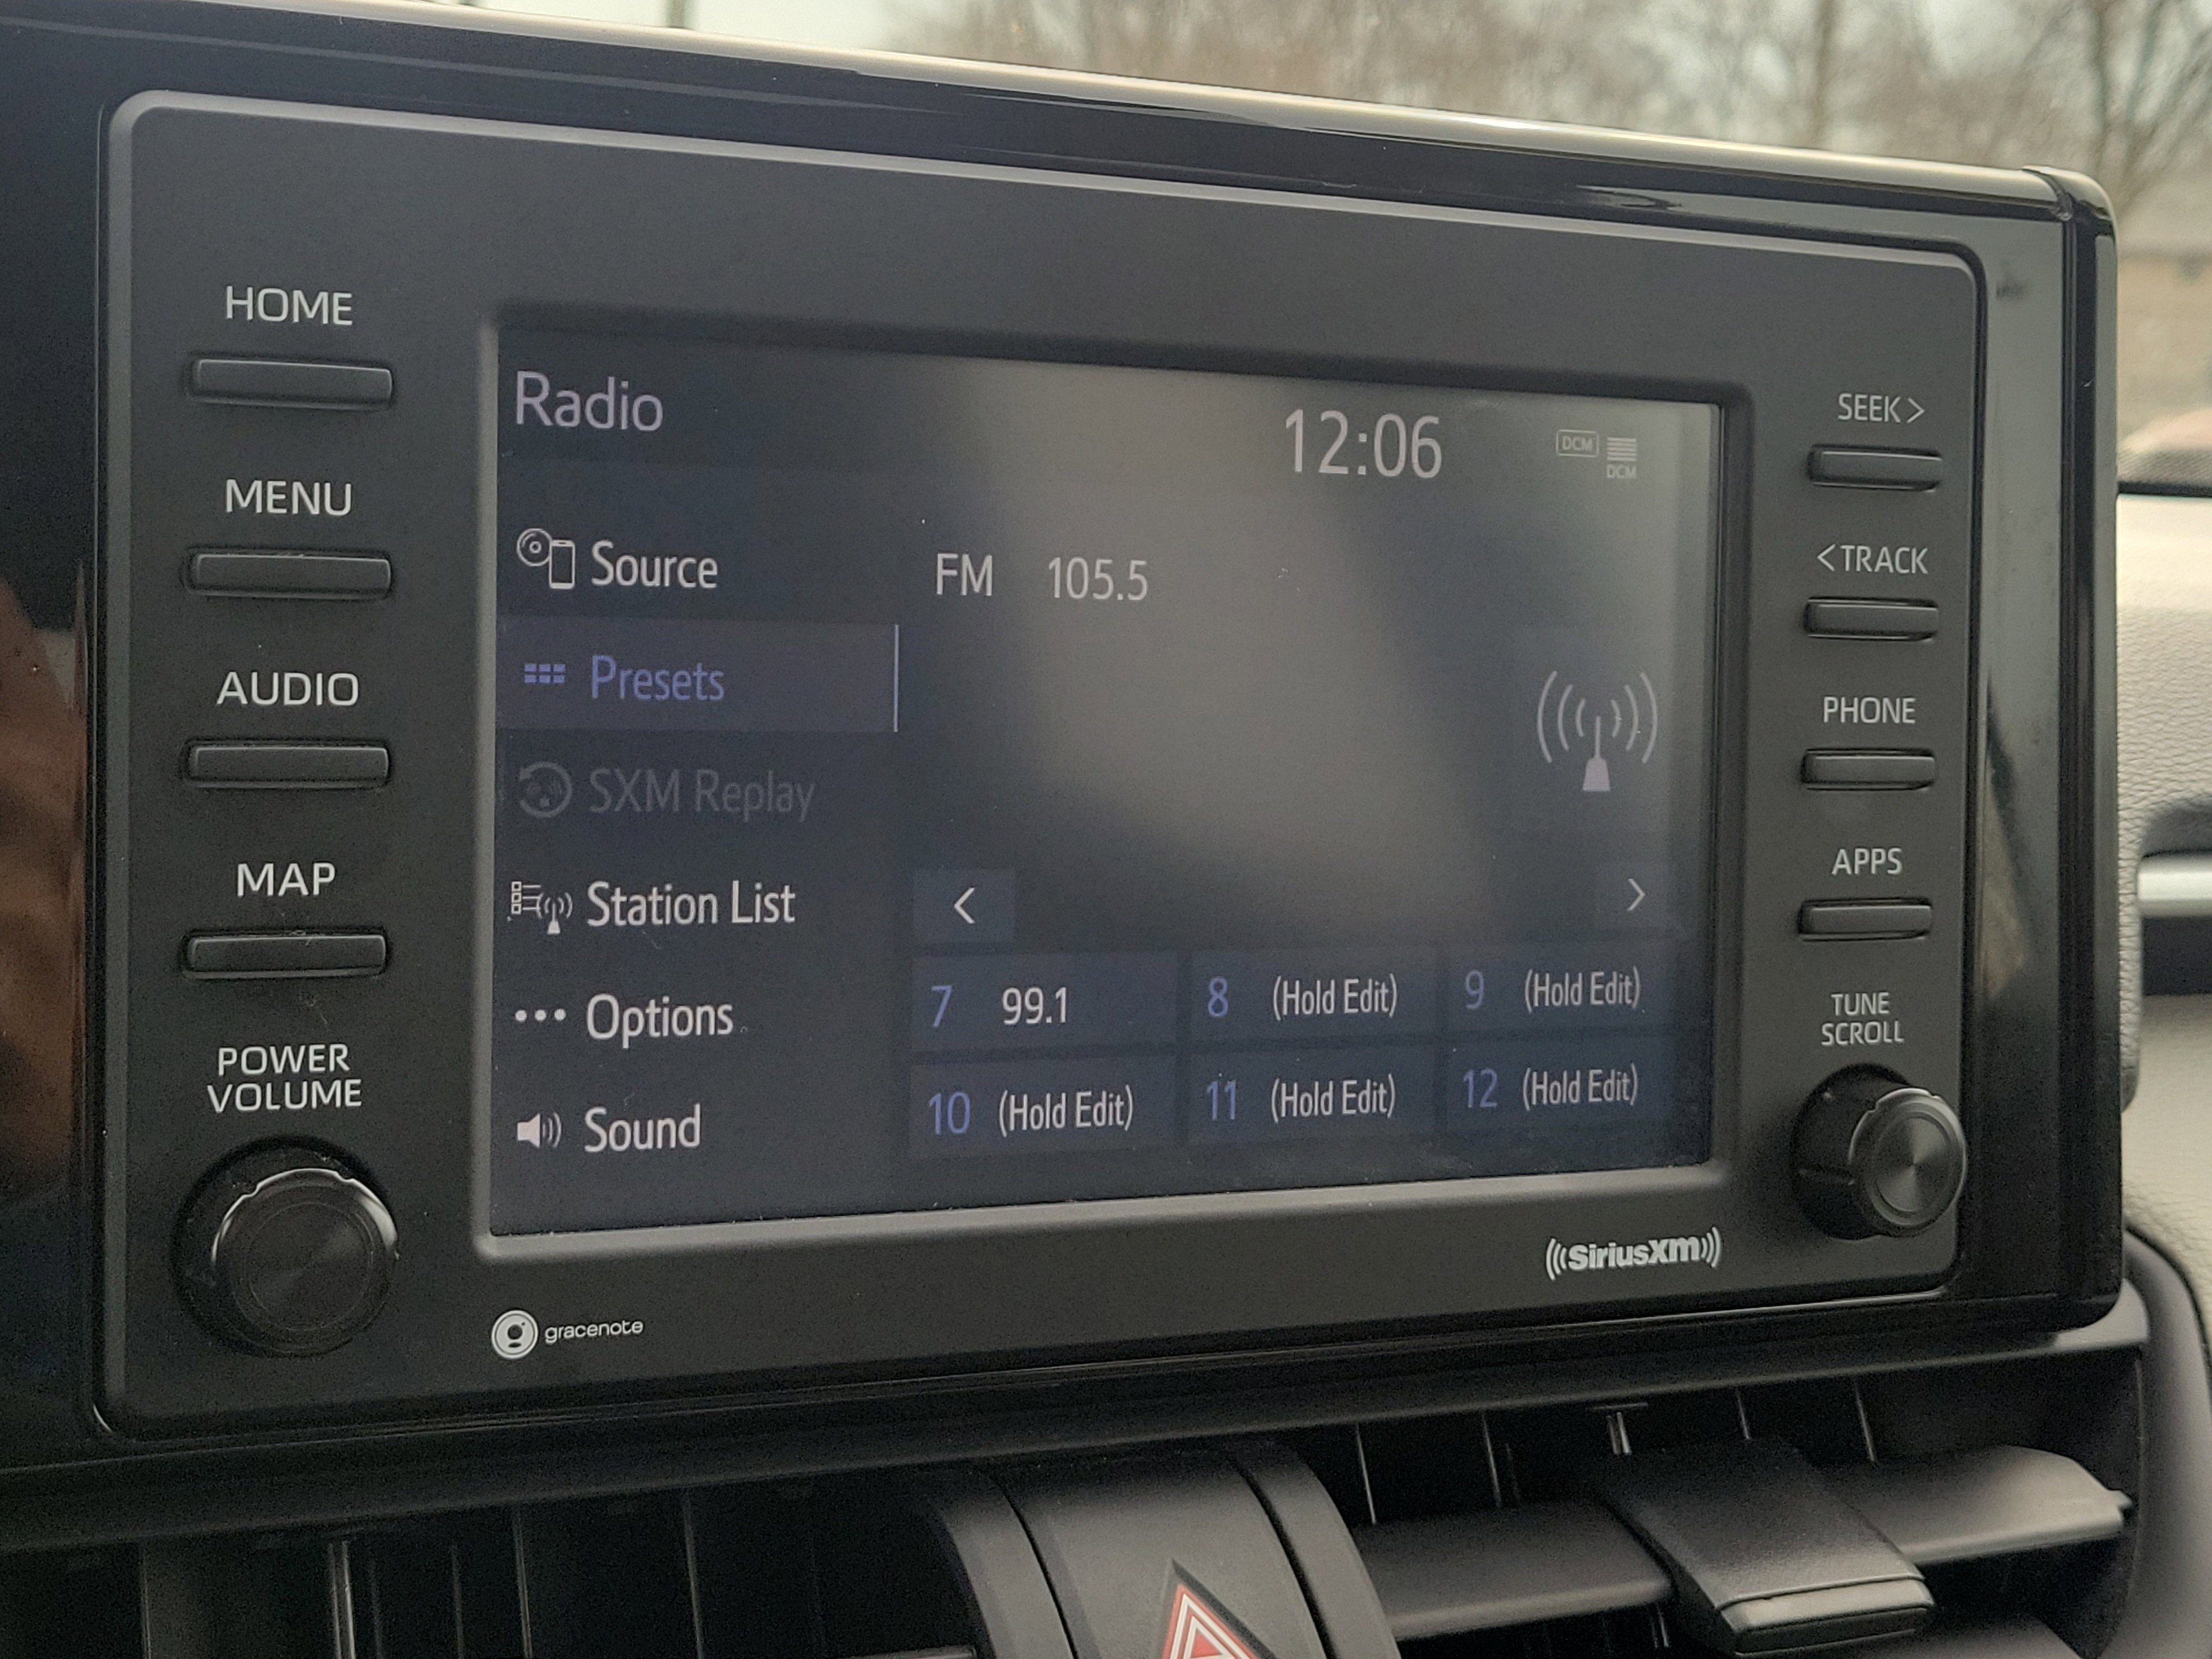 HOME
MENU
AUDIO
MAP
POWER
VOLUME
Radio
12:06
DCM
DCM
Source
FM 105.5
Presets
SXM Replay
Station List
<
>
Options
7 99.1
8 (Hold Edit)
9 (Hold Edit)
10 (Hold Edit)
11 (Hold Edit)
12 (Hold Edit)
Sound
SEEK >
< TRACK
PHONE
APPS
TUNE
SCROLL
gracenote
((SiriusXM))